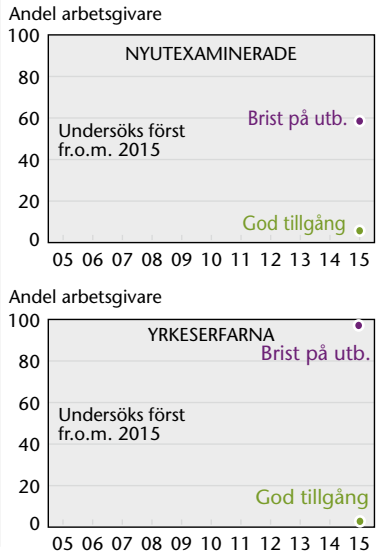 Andel arbetsgivare
100
NYUTEXAMINERADE
80
60
Brist på utb.
Undersöks först
fr.o.m. 2015
40
20
God tillgång
0
05 06 07 08 09 10 11 12 13 14 15
Andel arbetsgivare
100
YRKESERFARNA
Brist på utb.
80
60
Undersöks först
fr.o.m. 2015
40
20
God tillgång
0
05 06 07 08 09 10 11 12 13 14 15